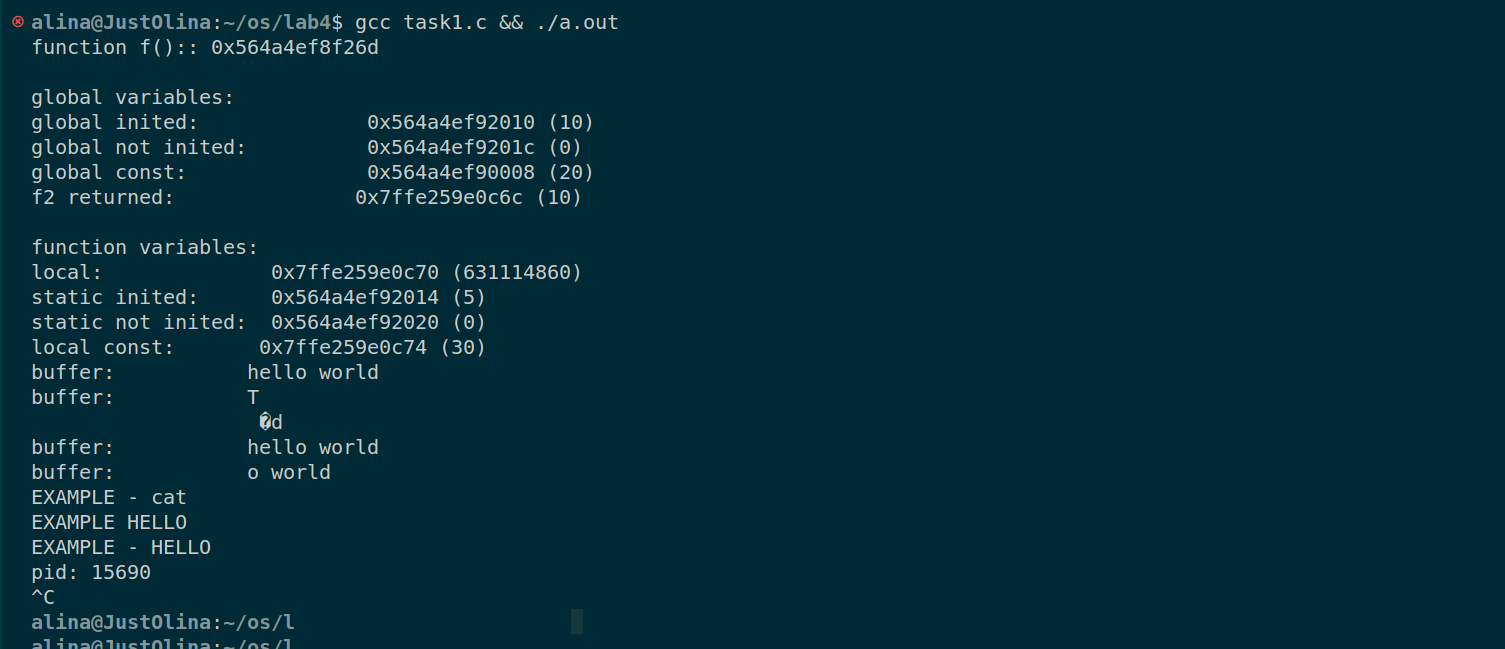 alina@JustOlina:~/os/lab4$ gcc task1.c && ./a.out
function f():: 0x564a4ef8f26d
global variables:
global inited: 0x564a4ef92010 (10)
global not inited: 0x564a4ef9201c (0)
global const: 0x564a4ef90008 (20)
f2 returned: 0x7ffe259e0c6c (10)
function variables:
local: 0x7ffe259e0c70 (631114860)
static inited: 0x564a4ef92014 (5)
static not inited: 0x564a4ef92020 (0)
local const: 0x7ffe259e0c74 (30)
buffer: hello world
buffer: T
�d
buffer: hello world
buffer: o world
EXAMPLE - cat
EXAMPLE HELLO
EXAMPLE - HELLO
pid: 15690
^C
alina@JustOlina:~/os/l
alina@JustOlina:~/os/l